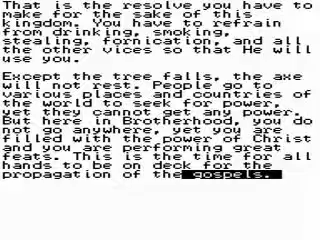 That is the resolve you have to
make for the sake of this
kingdom. You have to refrain
from drinking, smoking,
stealing, fornication, and all
the other vices so that He will
use you.
Except the tree falls, the axe
will not rest. People go to
various places and countries of
the world to seek for power,
yet they cannot get any power.
But here in Brotherhood, you do
not go anywhere, yet you are
filled with the power of Christ
and you are performing great
feats. This is the time for all
hands to be on deck for the
propagation of the gospels.